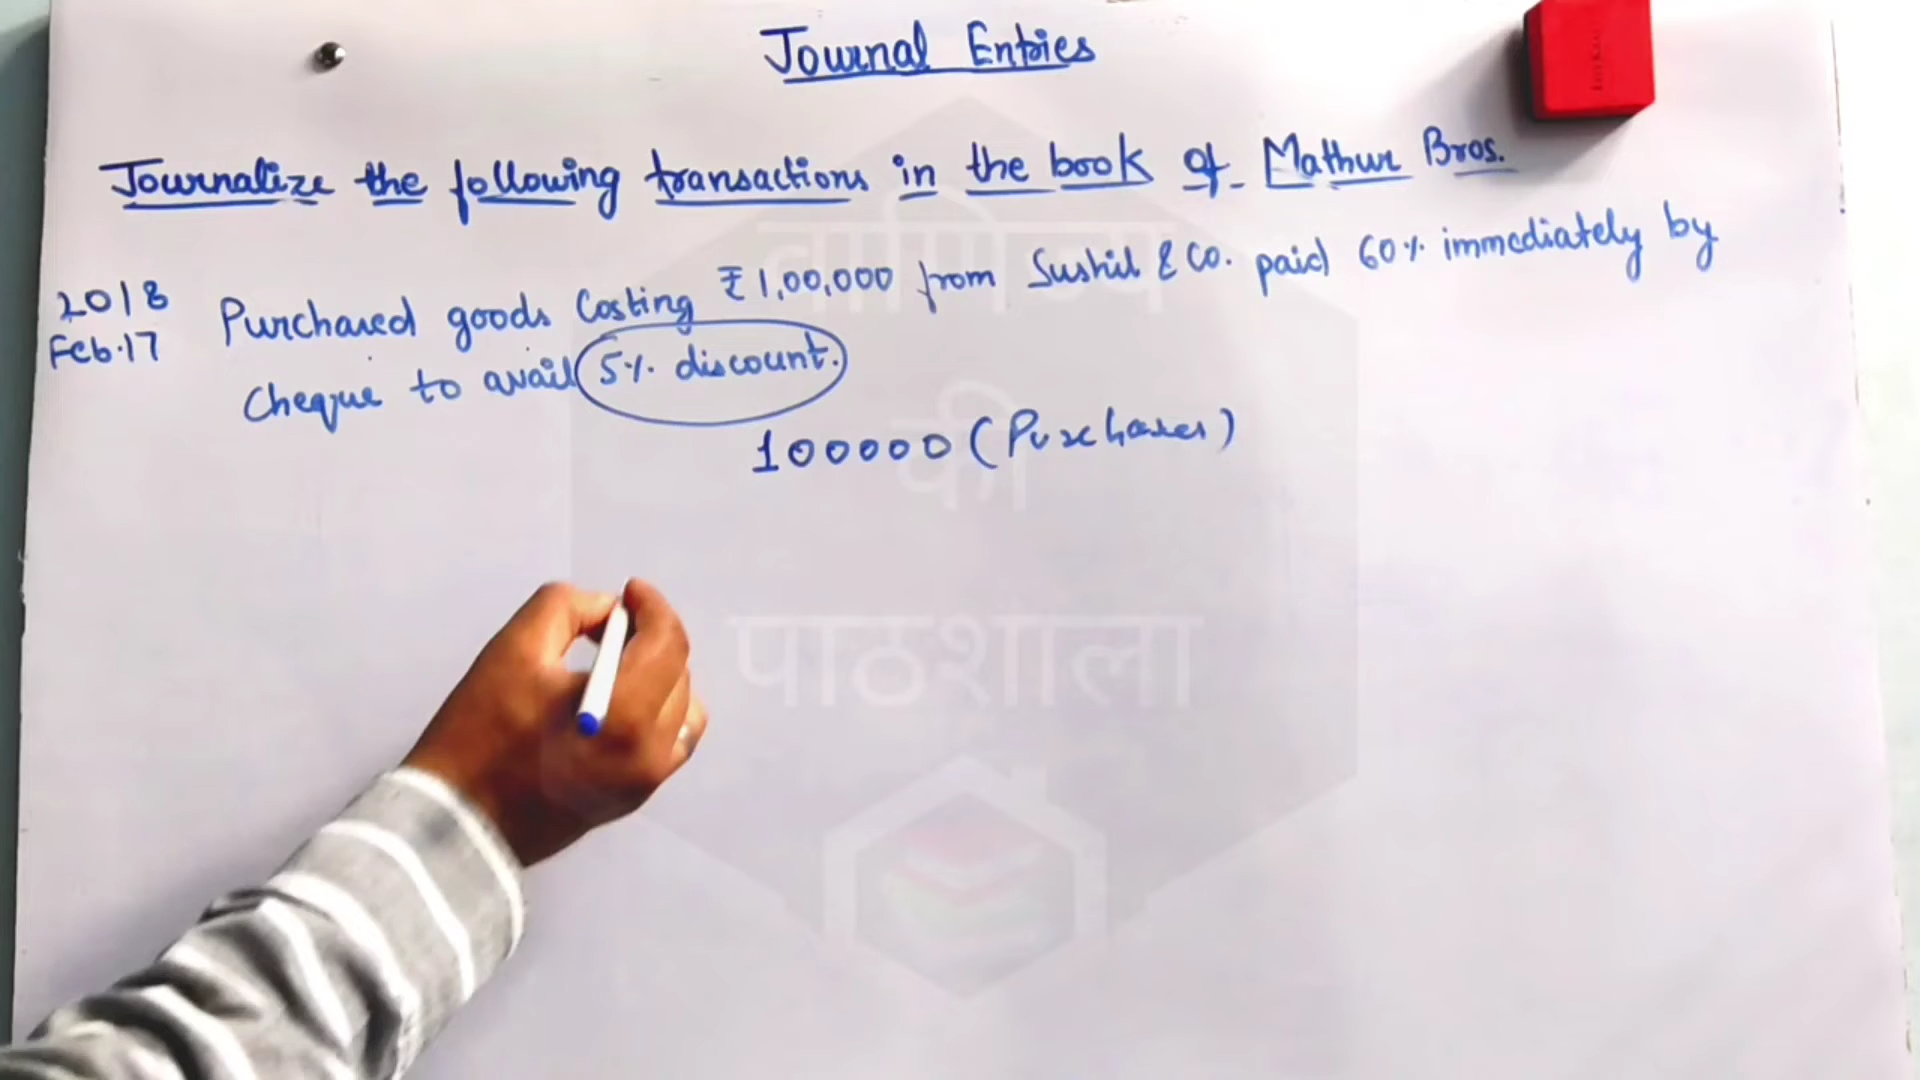 Journal Entries
Journalize the following transactions in the book of Mathur Bros.
2018
Feb.17
Purchased goods Costing ₹1,00,000 from Sushil & Co. paid 60% immediately by
Cheque to avail 5% discount.
100000 (Purchases)
वाणिज्य
की
पाठशाला